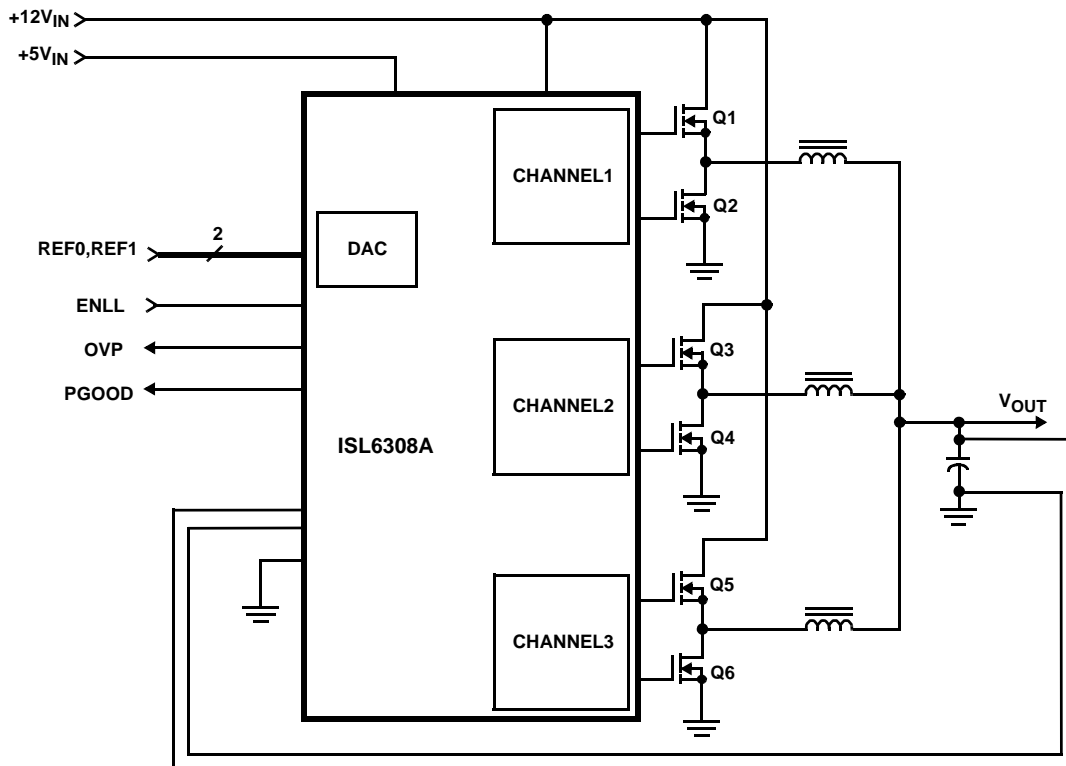 +12VIN
+5VIN
Q1
CHANNEL1
Q2
2
REF0,REF1
DAC
ENLL
OVP
Q3
PGOOD
CHANNEL2
VOUT
Q4
ISL6308A
Q5
CHANNEL3
Q6